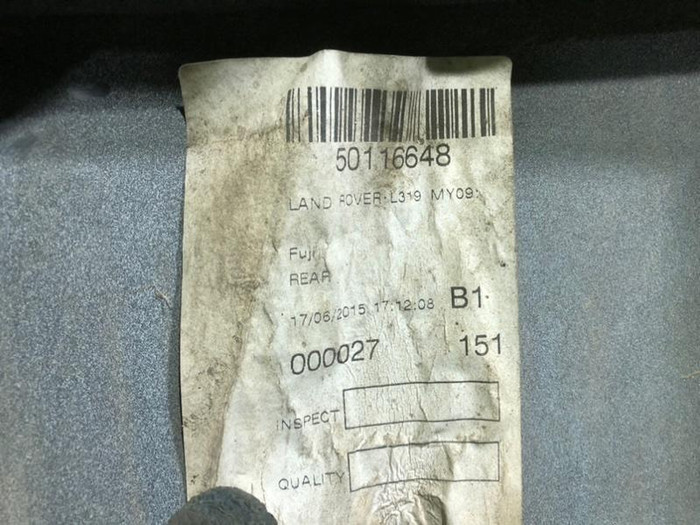 50116648
LAND ROVER L319 MY09
Fuji
REAR
17/06/2015 17:12:08 B1
000027 151
INSPECT
QUALITY